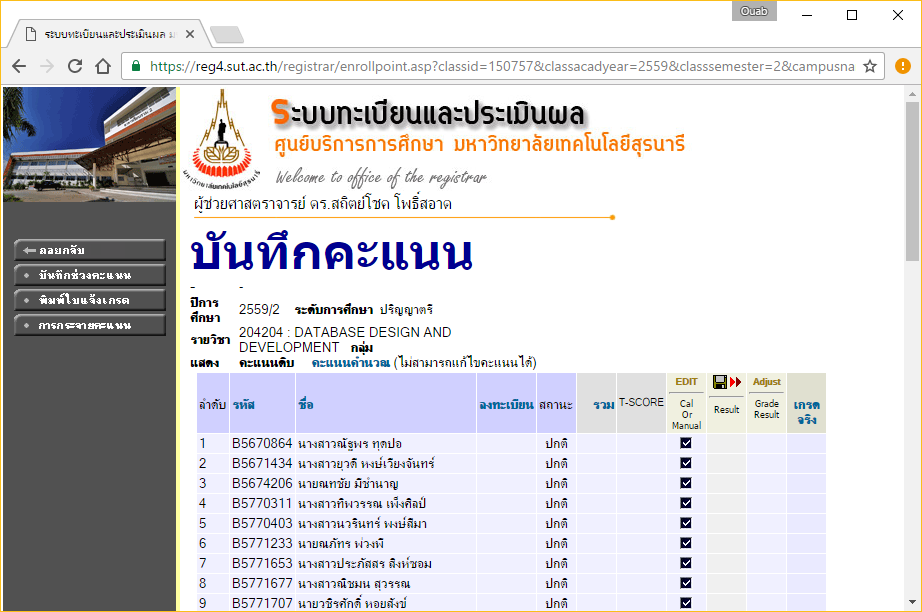 Ouab
ระบบทะเบียนและประเมินผล ม
https://reg4.sut.ac.th/registrar/enrollpoint.asp?classid=150757&classacadyear=2559&classsemester=2&campusna
ระบบทะเบียนและประเมินผล
ศูนย์บริการการศึกษา มหาวิทยาลัยเทคโนโลยีสุรนารี
Welcome to office of the registrar
มหาวิทยาลัยเทคโนโลยีสุรนารี
ผู้ช่วยศาสตราจารย์ ดร.สถิตย์โชค โพธิ์สอาด
ถอยกลับ
บันทึกช่วงคะแนน
พิมพ์ใบแจ้งเกรด
การกระจายคะแนน
บันทึกคะแนน
- -
ปีการศึกษา 2559/2 ระดับการศึกษา ปริญญาตรี
รายวิชา 204204 : DATABASE DESIGN AND
DEVELOPMENT กลุ่ม
แสดง คะแนนดิบ คะแนนคำนวณ (ไม่สามารถแก้ไขคะแนนได้)
ลำดับ รหัส ชื่อ ลงทะเบียน สถานะ รวม T-SCORE EDIT Cal Or Manual Result Adjust Grade Result เกรดจริง
1 B5670864 นางสาวณัฐพร ทุดปอ ปกติ
2 B5671434 นางสาวยุวดี หงษ์เวียงจันทร์ ปกติ
3 B5674206 นายณทชัย มีชำนาญ ปกติ
4 B5770311 นางสาวทิพวรรณ เพ็งศิลป์ ปกติ
5 B5770403 นางสาวนวรินทร์ พงษ์สีมา ปกติ
6 B5771233 นายณภัทร พ่วงพี ปกติ
7 B5771653 นางสาวประภัสสร สิงห์ซอม ปกติ
8 B5771677 นางสาวณิชมน สุวรรณ ปกติ
9 B5771707 นายวชิรศักดิ์ หอยสังข์ ปกติ